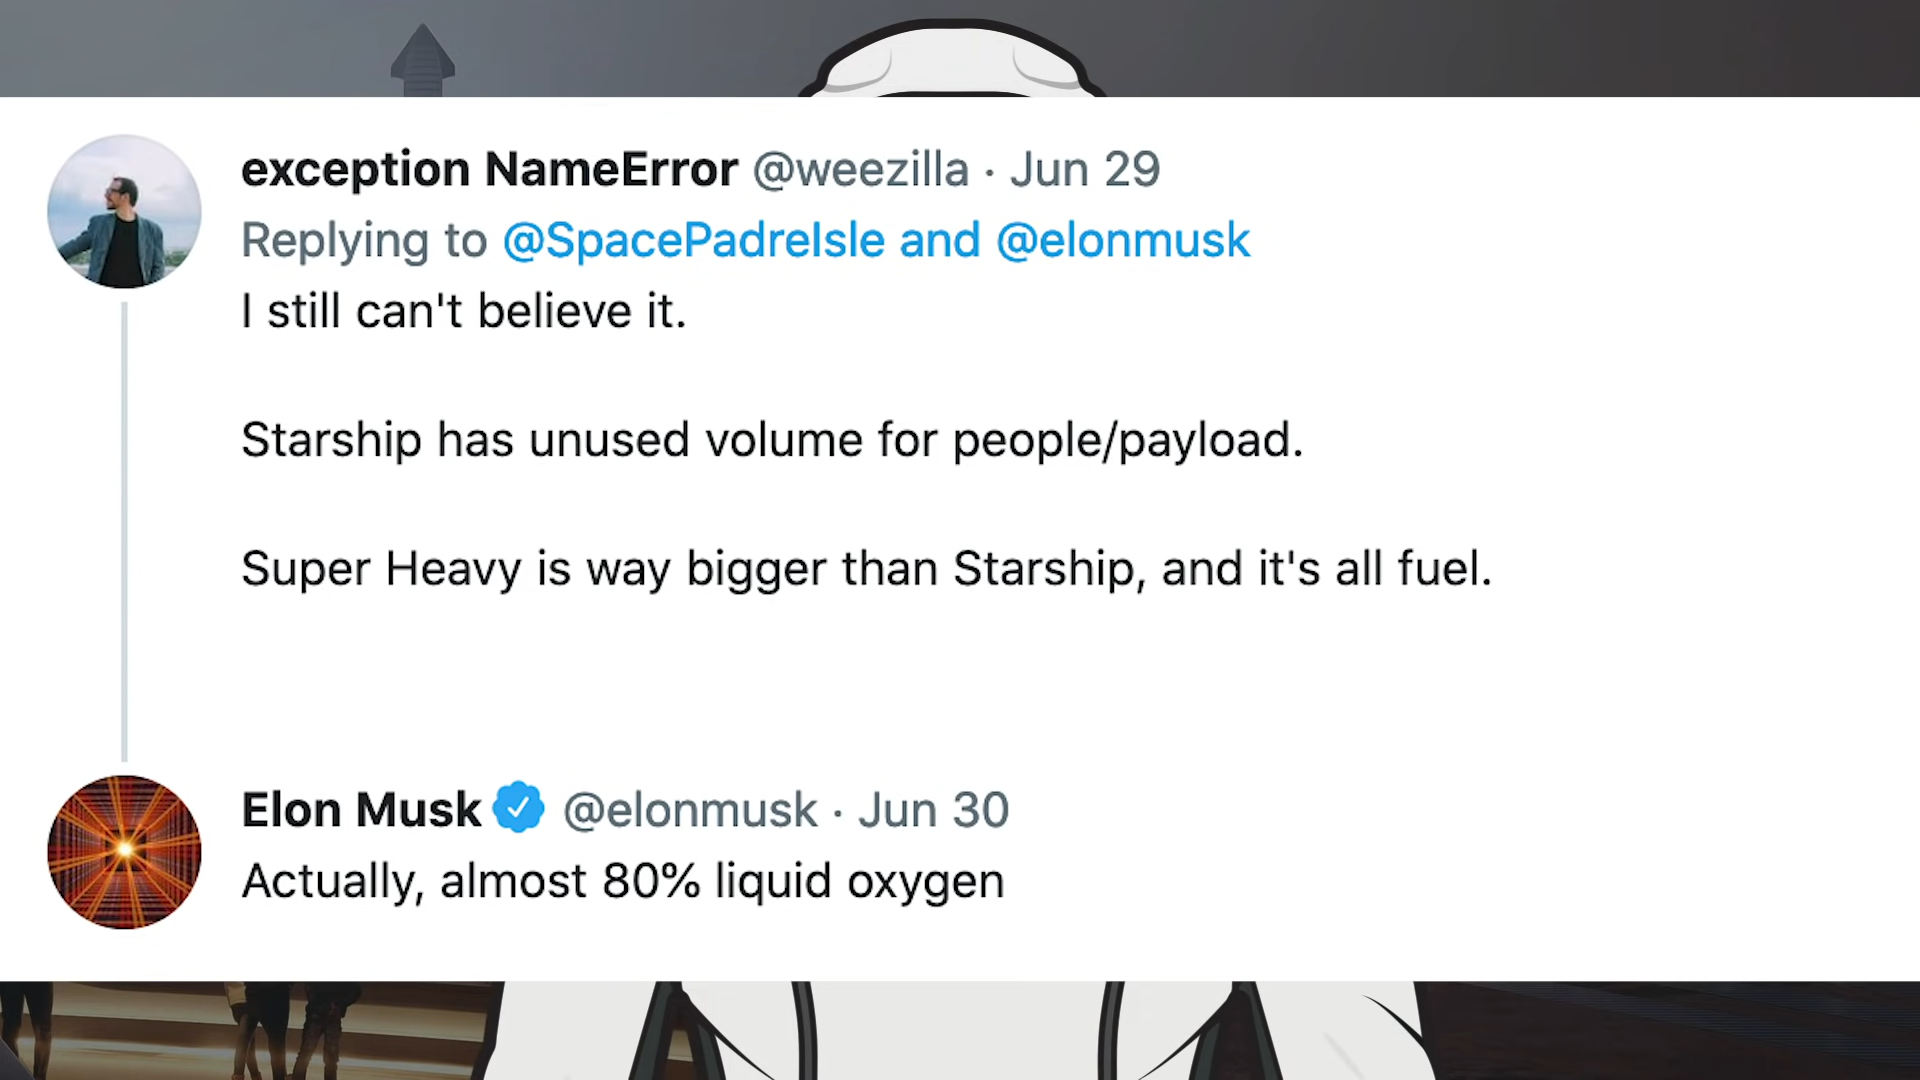 exception NameError @weezilla · Jun 29
Replying to @SpacePadreIsle and @elonmusk
I still can't believe it.
Starship has unused volume for people/payload.
Super Heavy is way bigger than Starship, and it's all fuel.
Elon Musk @elonmusk · Jun 30
Actually, almost 80% liquid oxygen